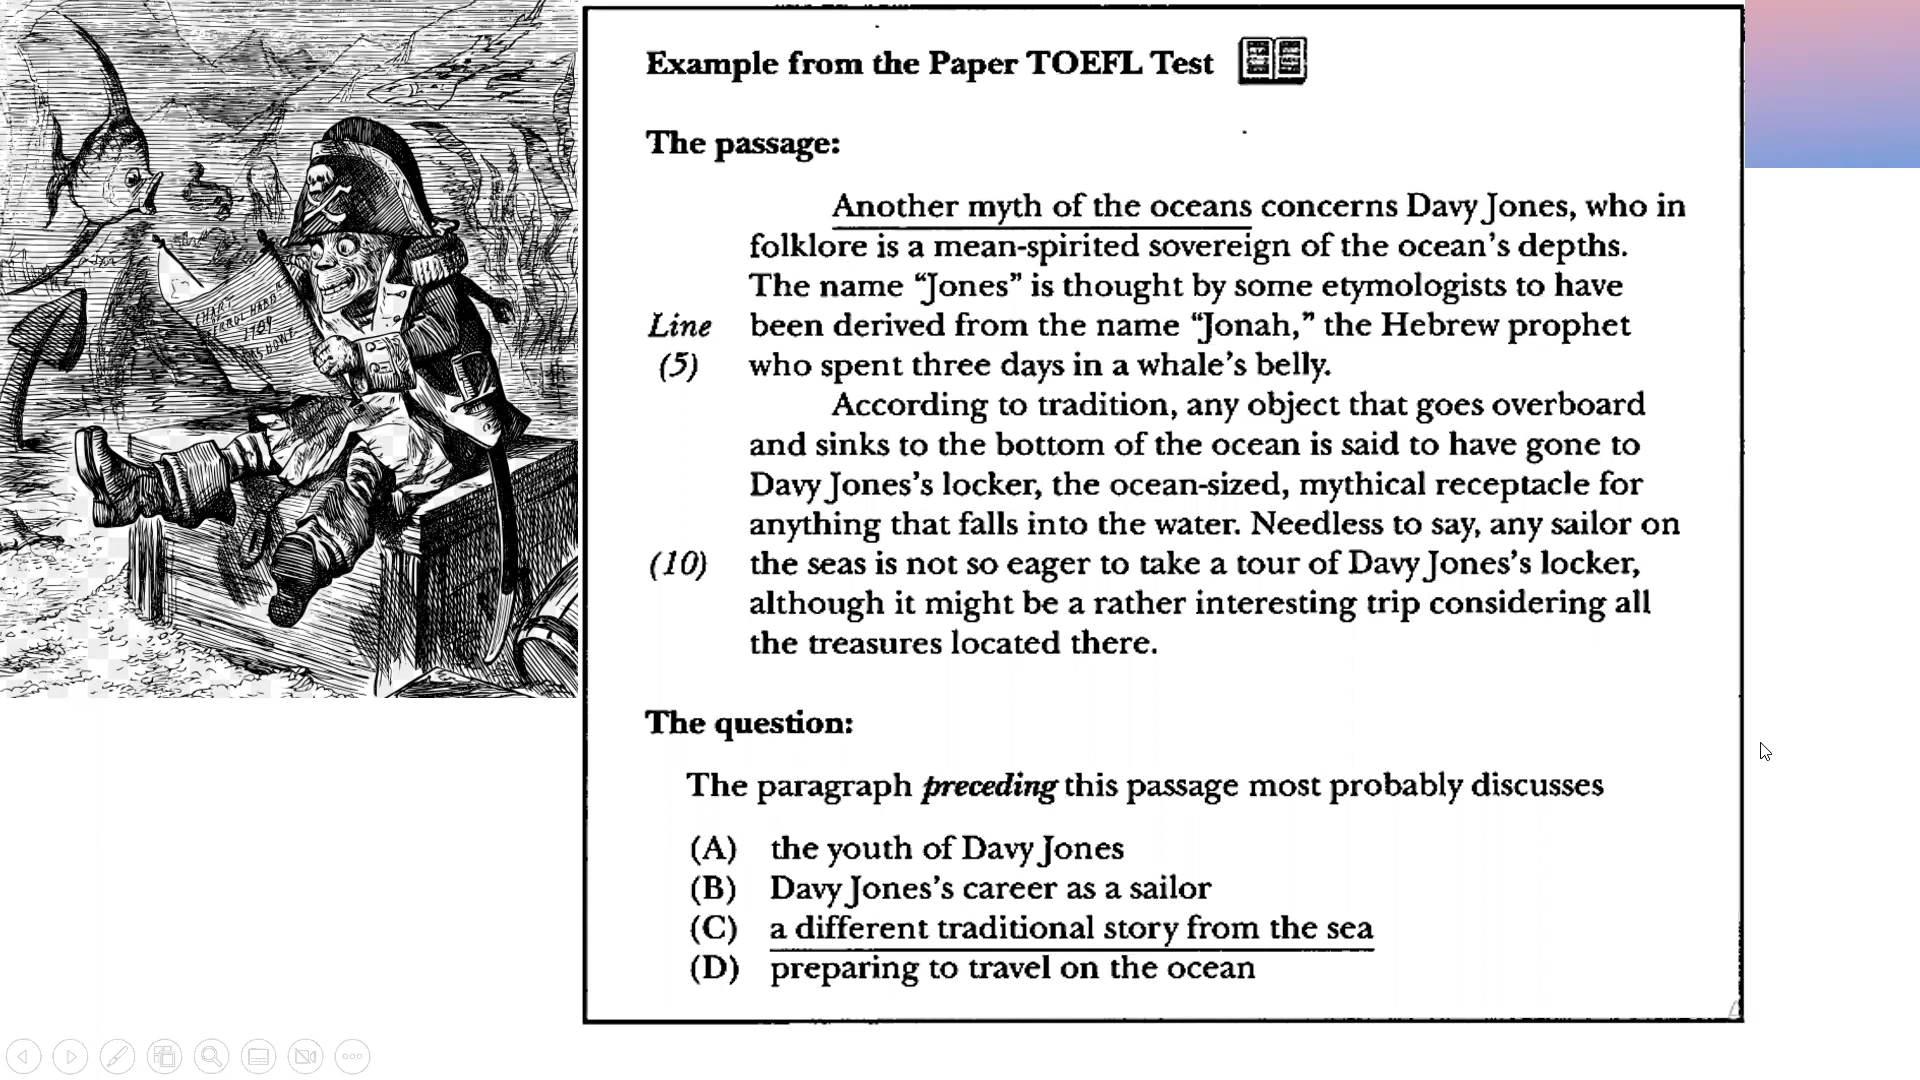 CHART
1789
Example from the Paper TOEFL Test
The passage:
Another myth of the oceans concerns Davy Jones, who in
folklore is a mean-spirited sovereign of the ocean's depths.
The name “Jones” is thought by some etymologists to have
Line been derived from the name “Jonah,” the Hebrew prophet
(5) who spent three days in a whale's belly.
According to tradition, any object that goes overboard
and sinks to the bottom of the ocean is said to have gone to
Davy Jones's locker, the ocean-sized, mythical receptacle for
anything that falls into the water. Needless to say, any sailor on
(10) the seas is not so eager to take a tour of Davy Jones's locker,
although it might be a rather interesting trip considering all
the treasures located there.
The question:
The paragraph preceding this passage most probably discusses
(A) the youth of Davy Jones
(B) Davy Jones's career as a sailor
(C) a different traditional story from the sea
(D) preparing to travel on the ocean